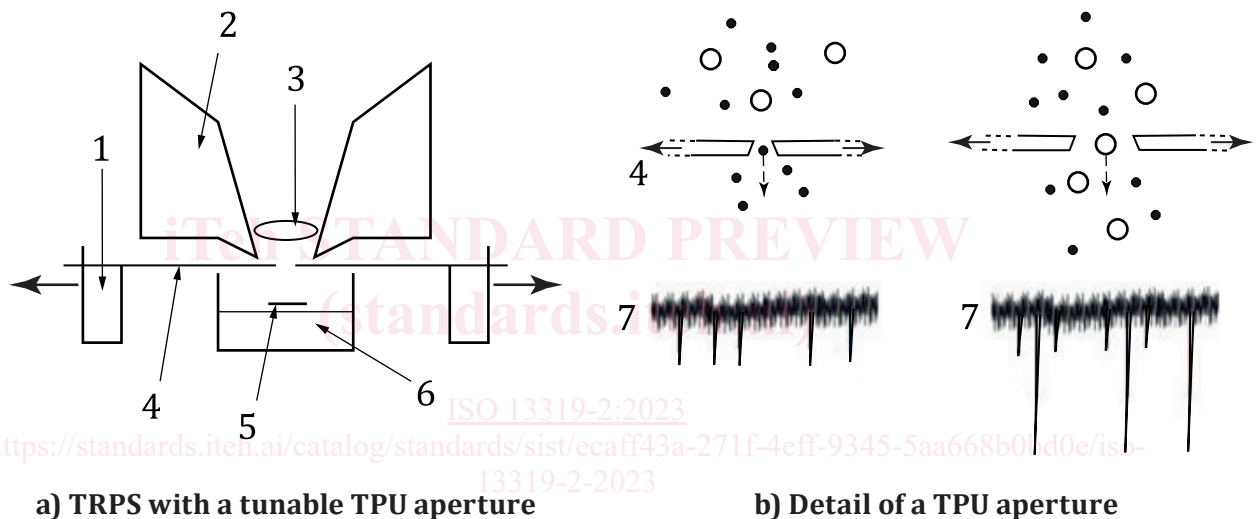 2
3
1
4
7
7
iTeh STANDARD PREVIEW
(standards.iteh.ai)
4
5
6
ISO 13319-2:2023
ttps://standards.iteh.ai/catalog/standards/sist/ecaff43a-271f-4eff-9345-5aa668b0bd0e/iso-
13319-2-2023
a) TRPS with a tunable TPU aperture
b) Detail of a TPU aperture